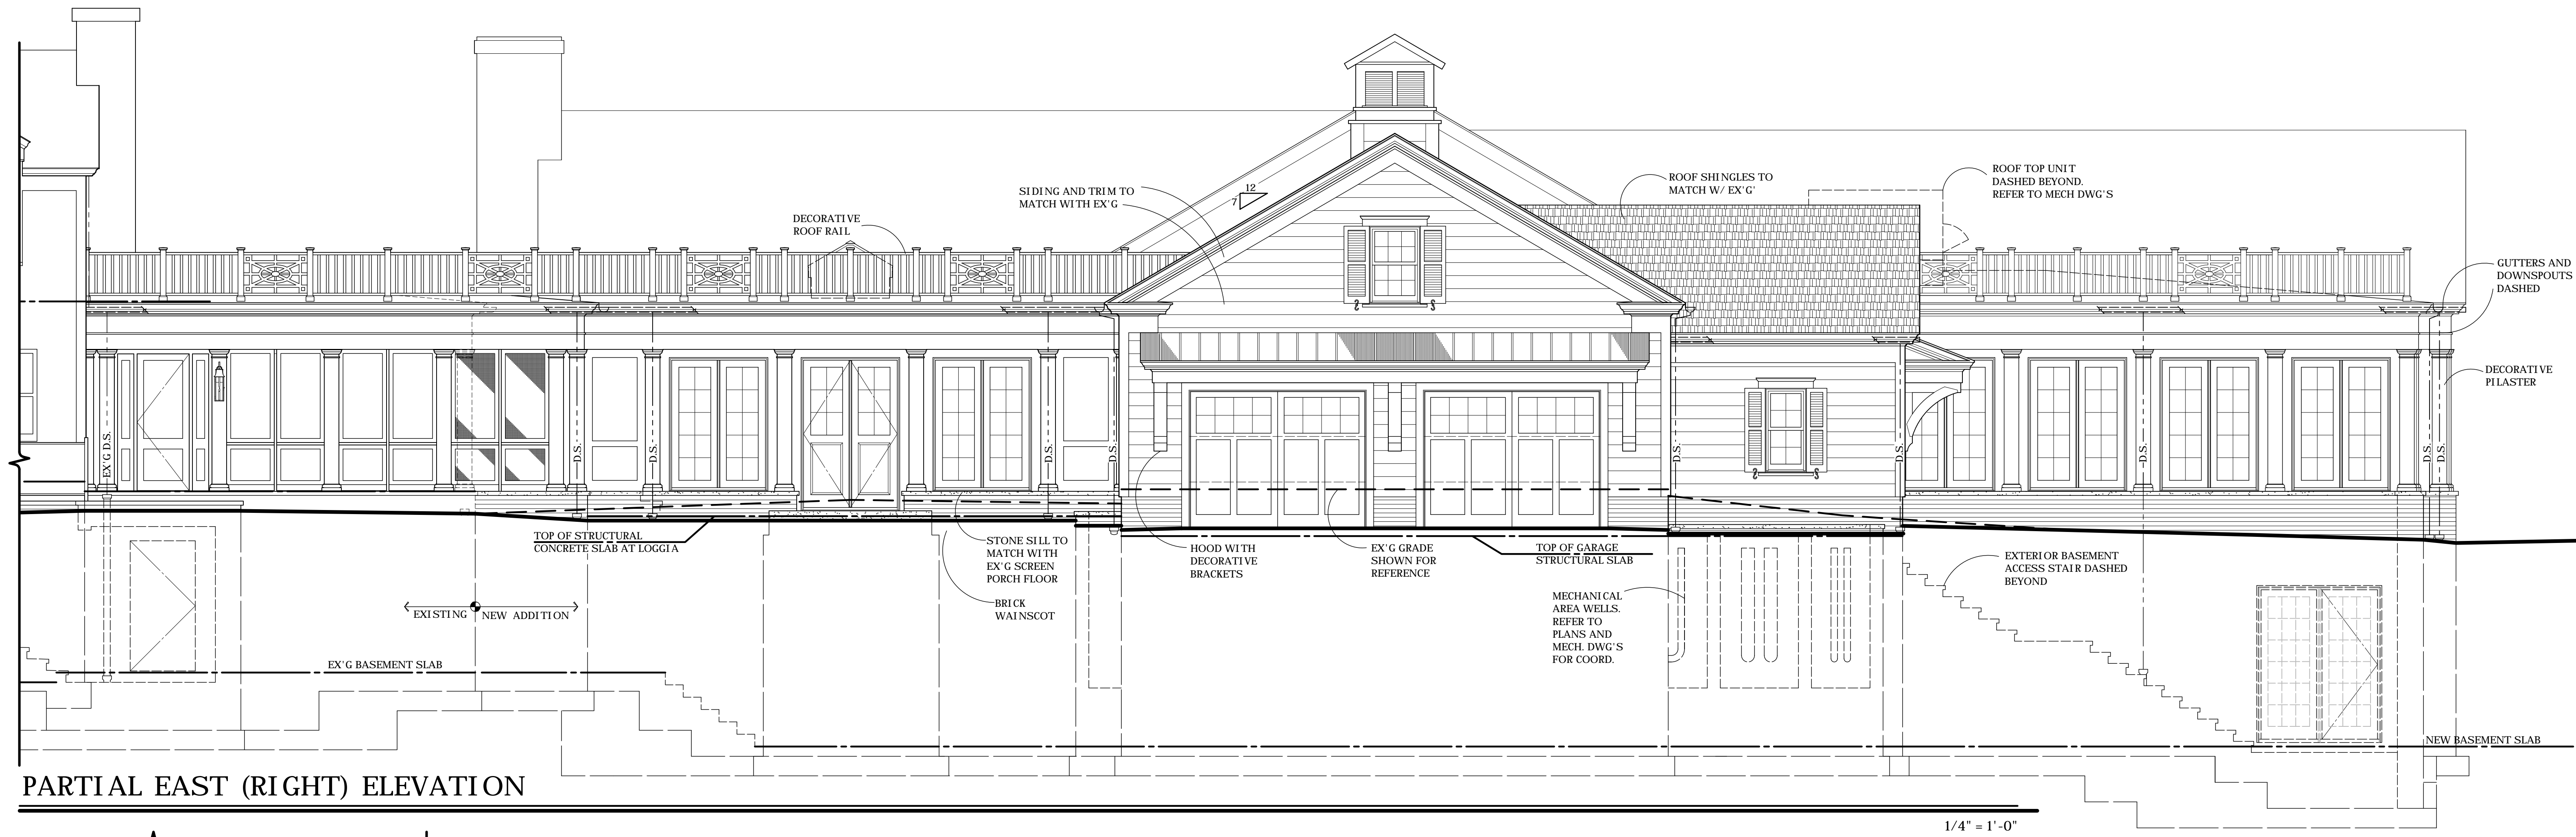 SIDING AND TRIM TO
MATCH WITH EX'G
12
7
DECORATIVE
ROOF RAIL
ROOF SHINGLES TO
MATCH W/ EX'G'
ROOF TOP UNIT
DASHED BEYOND.
REFER TO MECH DWG'S
GUTTERS AND
DOWNSPOUTS
DASHED
DECORATIVE
PILASTER
EX'G D.S.
D.S.
D.S.
D.S.
D.S.
D.S.
D.S.
D.S.
D.S.
D.S.
TOP OF STRUCTURAL
CONCRETE SLAB AT LOGGIA
STONE SILL TO
MATCH WITH
EX'G SCREEN
PORCH FLOOR
BRICK
WAINSCOT
HOOD WITH
DECORATIVE
BRACKETS
EX'G GRADE
SHOWN FOR
REFERENCE
TOP OF GARAGE
STRUCTURAL SLAB
MECHANICAL
AREA WELLS.
REFER TO
PLANS AND
MECH. DWG'S
FOR COORD.
EXTERIOR BASEMENT
ACCESS STAIR DASHED
BEYOND
EXISTING
NEW ADDITION
EX'G BASEMENT SLAB
NEW BASEMENT SLAB
PARTIAL EAST (RIGHT) ELEVATION
1/4" = 1'-0"